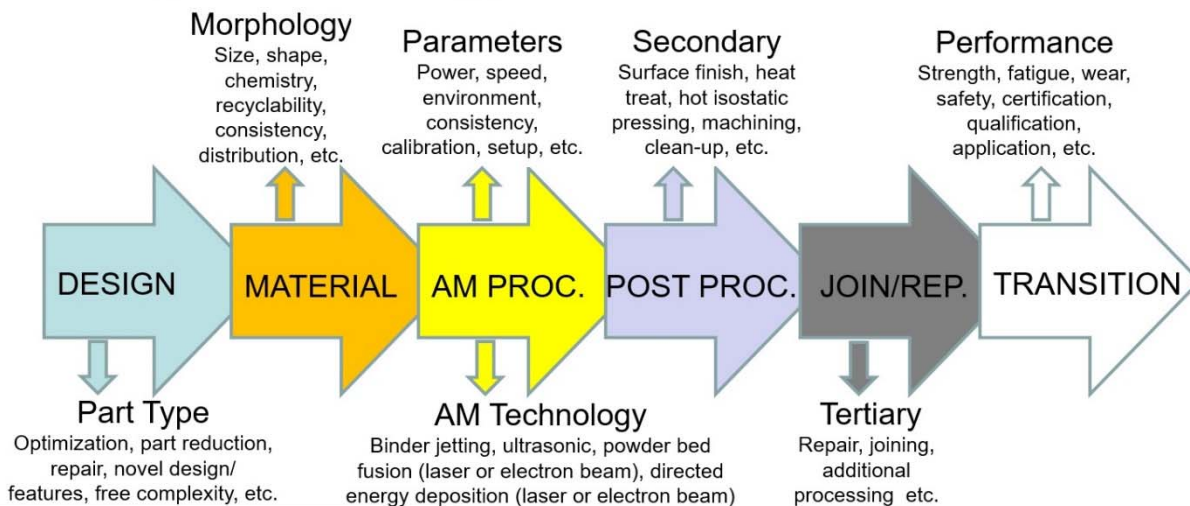 Morphology
Size, shape,
chemistry,
recyclability,
consistency,
distribution, etc.
Parameters
Power, speed,
environment,
consistency,
calibration, setup, etc.
Secondary
Surface finish, heat
treat, hot isostatic
pressing, machining,
clean-up, etc.
Performance
Strength, fatigue, wear,
safety, certification,
qualification,
application, etc.
DESIGN
MATERIAL
AM PROC.
POST PROC.
JOIN/REP.
TRANSITION
Part Type
Optimization, part reduction,
repair, novel design/
features, free complexity, etc.
AM Technology
Binder jetting, ultrasonic, powder bed
fusion (laser or electron beam), directed
energy deposition (laser or electron beam)
Tertiary
Repair, joining,
additional
processing etc.